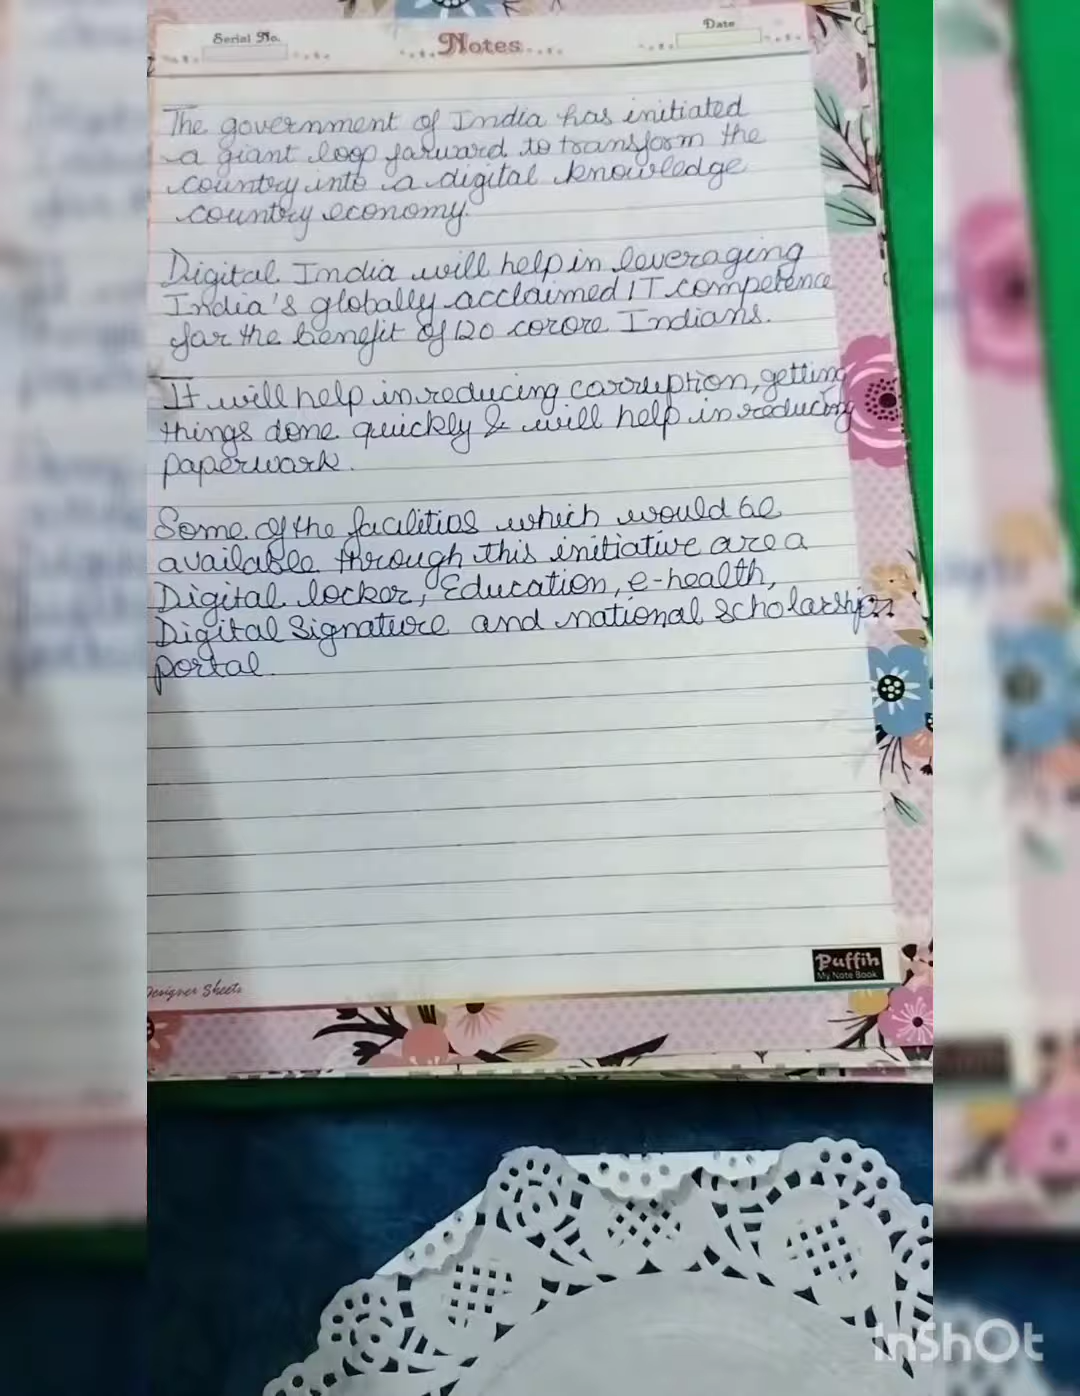 Serial No.
Notes
Date
The government of India has initiated
a giant loop farward to transform the
country into a digital knowledge
country economy.
Digital India will help in leveraging
India's globally acclaimed IT competence
for the benefit of 120 corore Indians.
It will help in reducing carruption, getting
things done quickly & will help in reducing
paperwark.
Some of the facilities which would be
available through this initiative are a
Digital locker, Education, e-health,
Digital Signature and national scholarship
portal.
Designer Sheets
Puffin
My Note Book
InShOt